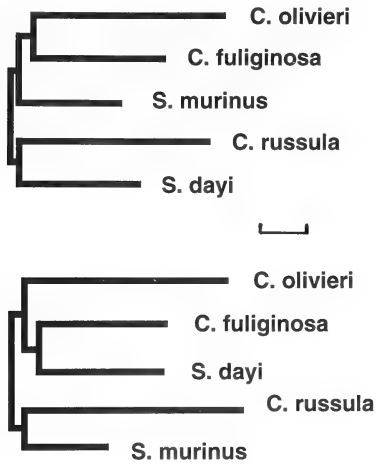 C. olivieri
C. fuliginosa
S. murinus
C. russula
S. dayi
C. olivieri
C. fuliginosa
S. dayi
C. russula
S. murinus